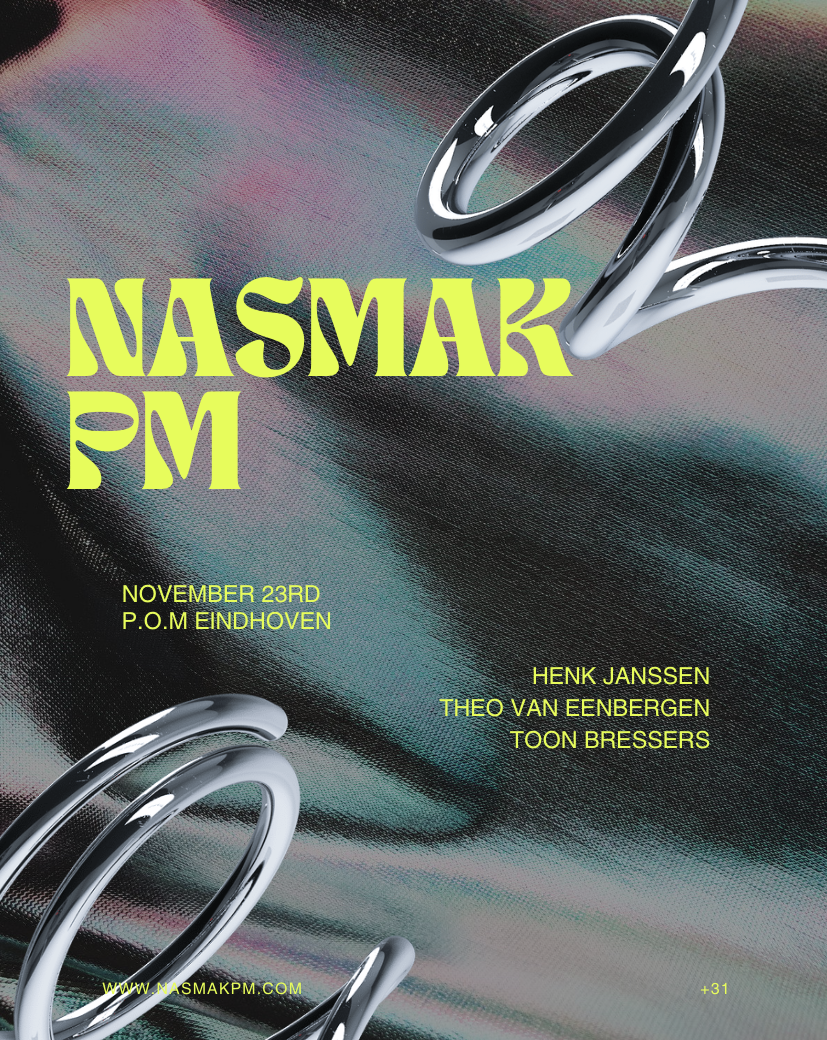 NASMAK
PM
NOVEMBER 23RD
P.O.M EINDHOVEN
HENK JANSSEN
THEO VAN EENBERGEN
TOON BRESSERS
WWW.NASMAKPM.COM
+31